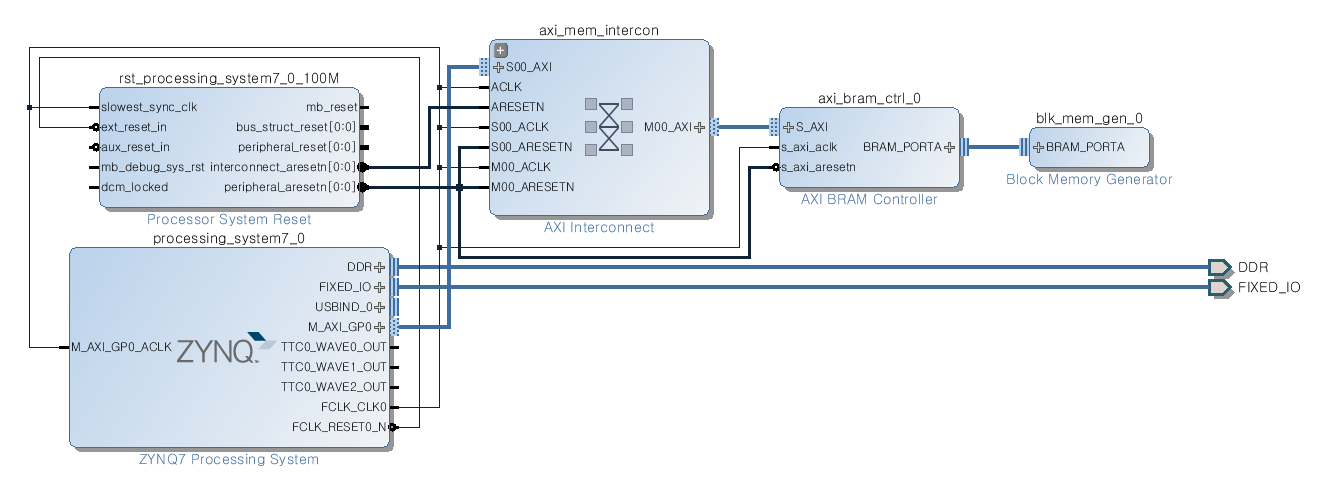 rst_processing_system7_0_100M
slowest_sync_clk
ext_reset_in
aux_reset_in
mb_debug_sys_rst
dcm_locked
mb_reset
bus_struct_reset[0:0]
peripheral_reset[0:0]
interconnect_aresetn[0:0]
peripheral_aresetn[0:0]
Processor System Reset
processing_system7_0
M_AXI_GP0_ACLK
ZYNQ
DDR
FIXED_IO
USBIND_0
M_AXI_GP0
TTC0_WAVE0_OUT
TTC0_WAVE1_OUT
TTC0_WAVE2_OUT
FCLK_CLK0
FCLK_RESET0_N
ZYNQ7 Processing System
axi_mem_intercon
S00_AXI
ACLK
ARESETN
S00_ACLK
S00_ARESETN
M00_ACLK
M00_ARESETN
M00_AXI
AXI Interconnect
axi_bram_ctrl_0
S_AXI
s_axi_aclk
s_axi_aresetn
BRAM_PORTA
AXI BRAM Controller
blk_mem_gen_0
BRAM_PORTA
Block Memory Generator
DDR
FIXED_IO